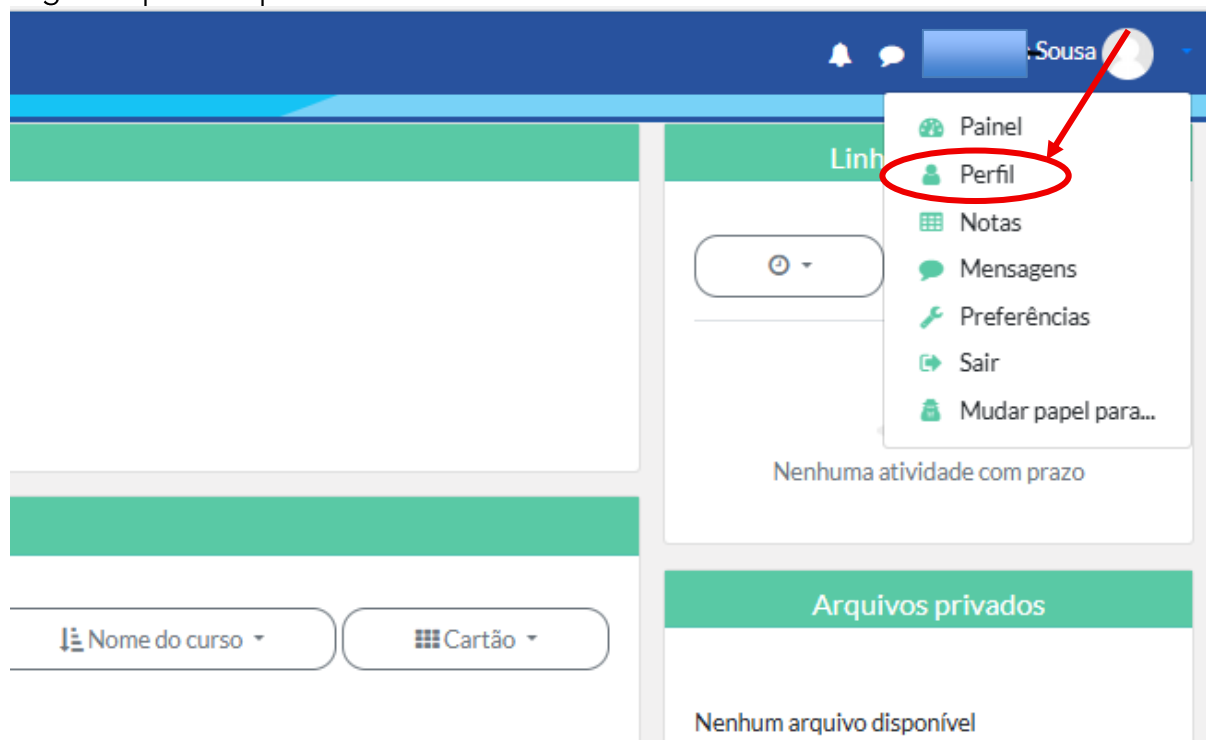 Sousa
Painel
Linh
Perfil
Notas
Mensagens
Preferências
Sair
Mudar papel para...
Nenhuma atividade com prazo
Nome do curso
Cartão
Arquivos privados
Nenhum arquivo disponível